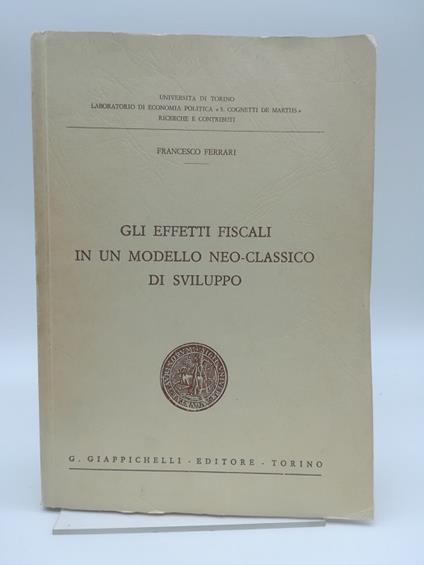 UNIVERSITA DI TORINO
LABORATORIO DI ECONOMIA POLITICA «S. COGNETTI DE MARTIIS»
RICERCHE E CONTRIBUTI
FRANCESCO FERRARI
GLI EFFETTI FISCALI
IN UN MODELLO NEO-CLASSICO
DI SVILUPPO
G. GIAPPICHELLI - EDITORE - TORINO